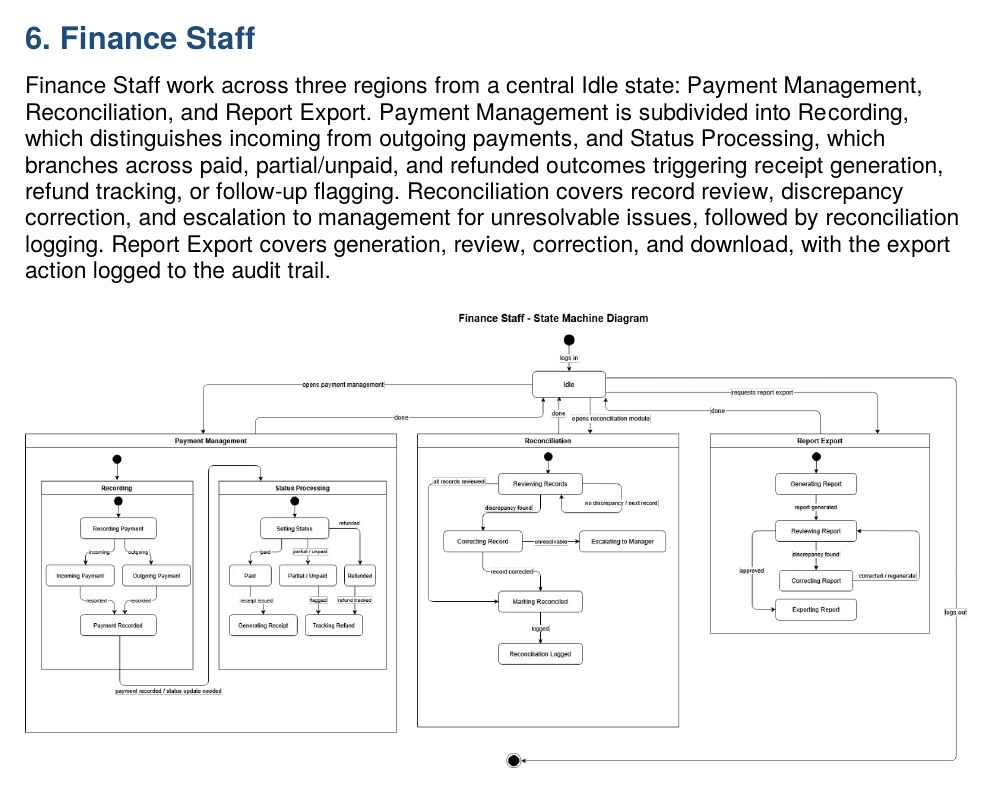 6. Finance Staff
Finance Staff work across three regions from a central Idle state: Payment Management,
Reconciliation, and Report Export. Payment Management is subdivided into Recording,
which distinguishes incoming from outgoing payments, and Status Processing, which
branches across paid, partial/unpaid, and refunded outcomes triggering receipt generation,
refund tracking, or follow-up flagging. Reconciliation covers record review, discrepancy
correction, and escalation to management for unresolvable issues, followed by reconciliation
logging. Report Export covers generation, review, correction, and download, with the export
action logged to the audit trail.
Finance Staff - State Machine Diagram
logs in
Idle
opens payment management
requests report export
done
done
opens reconciliation module
done
Payment Management
Recording
Recording Payment
incoming
outgoing
Incoming Payment
Outgoing Payment
recorded
recorded
Payment Recorded
payment recorded / status update needed
Status Processing
Setting Status
refunded
paid
partial / unpaid
Paid
Partial / Unpaid
Refunded
receipt issued
flagged
refund tracked
Generating Receipt
Tracking Refund
Reconciliation
Reviewing Records
all records reviewed
no discrepancy / next record
discrepancy found
Correcting Record
unresolvable
Escalating to Manager
record corrected
Marking Reconciled
logged
Reconciliation Logged
Report Export
Generating Report
report generated
Reviewing Report
discrepancy found
approved
corrected / regenerate
Correcting Report
Exporting Report
logs out